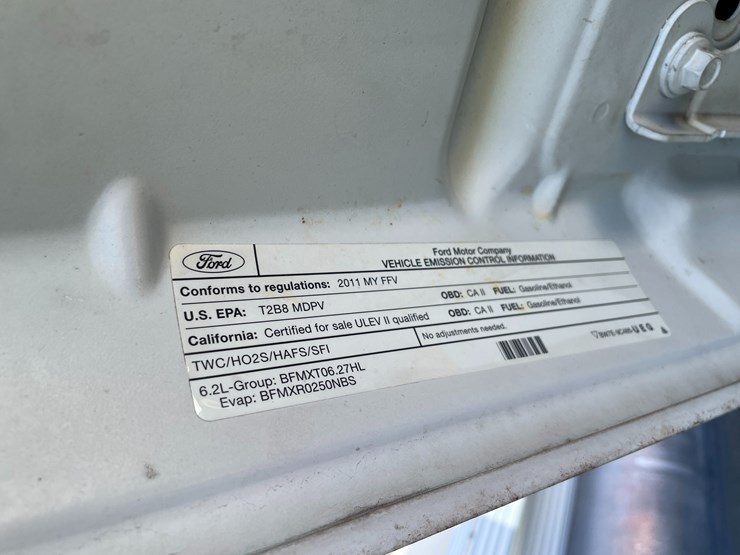 Ford
Ford Motor Company
VEHICLE EMISSION CONTROL INFORMATION
Conforms to regulations: 2011 MY FFV
U.S. EPA: T2B8 MDPV OBD: CA II FUEL: Gasoline/Ethanol
California: Certified for sale ULEV II qualified OBD: CA II FUEL: Gasoline/Ethanol
TWC/HO2S/HAFS/SFI No adjustments needed.
6.2L-Group: BFMXT06.27HL
Evap: BFMXR0250NBS
UEG